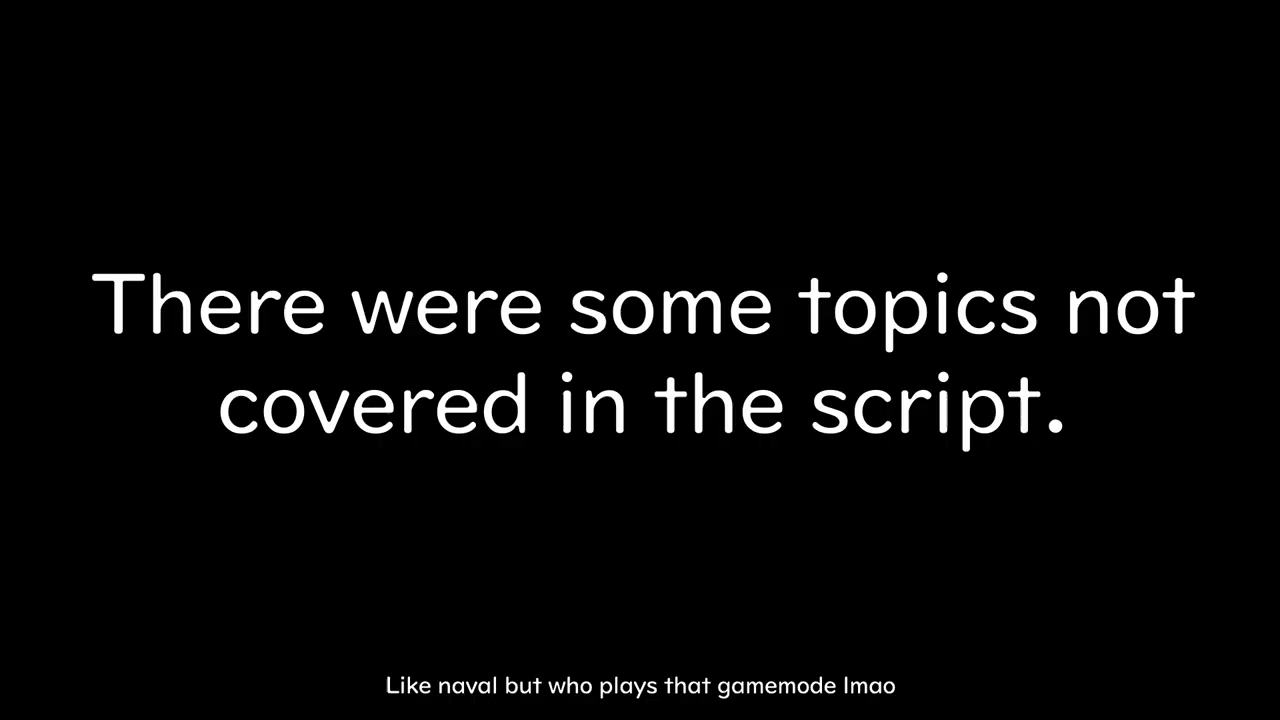 There were some topics not
covered in the script.
Like naval but who plays that gamemode lmao